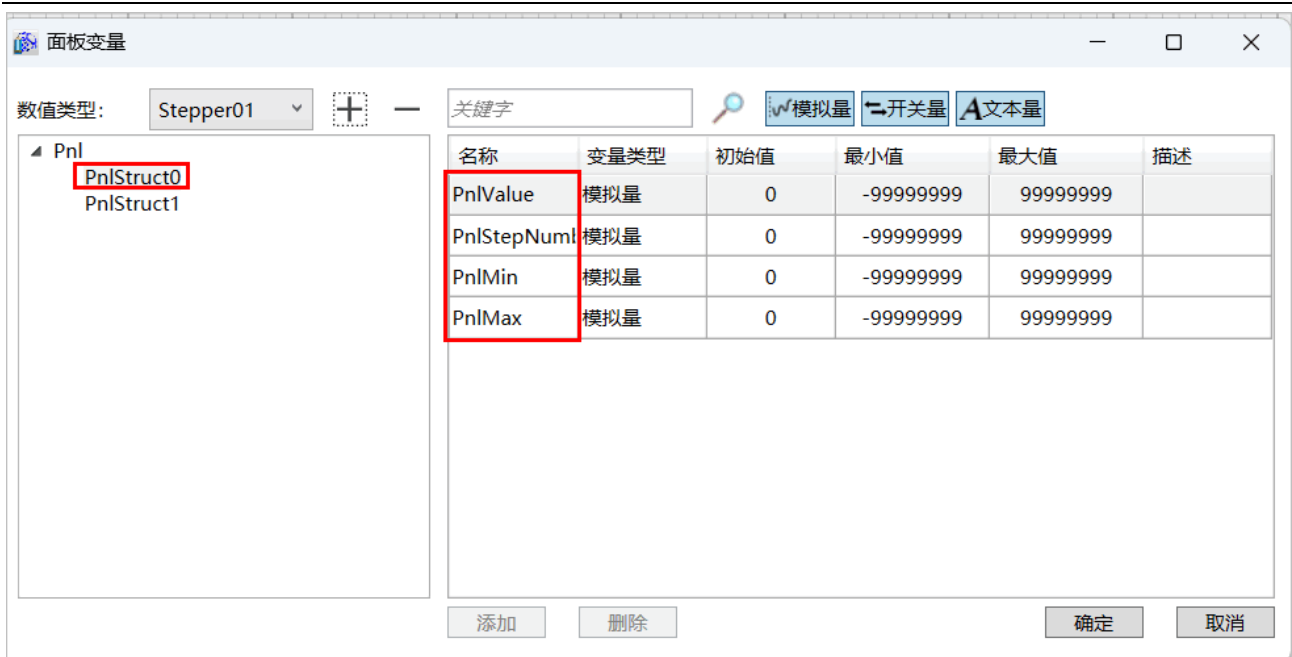 面板变量
数值类型: Stepper01
关键字 模拟量 开关量 A文本量
Pnl
PnlStruct0
PnlStruct1
名称 变量类型 初始值 最小值 最大值 描述
PnlValue 模拟量 0 -99999999 99999999
PnlStepNumb 模拟量 0 -99999999 99999999
PnlMin 模拟量 0 -99999999 99999999
PnlMax 模拟量 0 -99999999 99999999
添加 删除 确定 取消